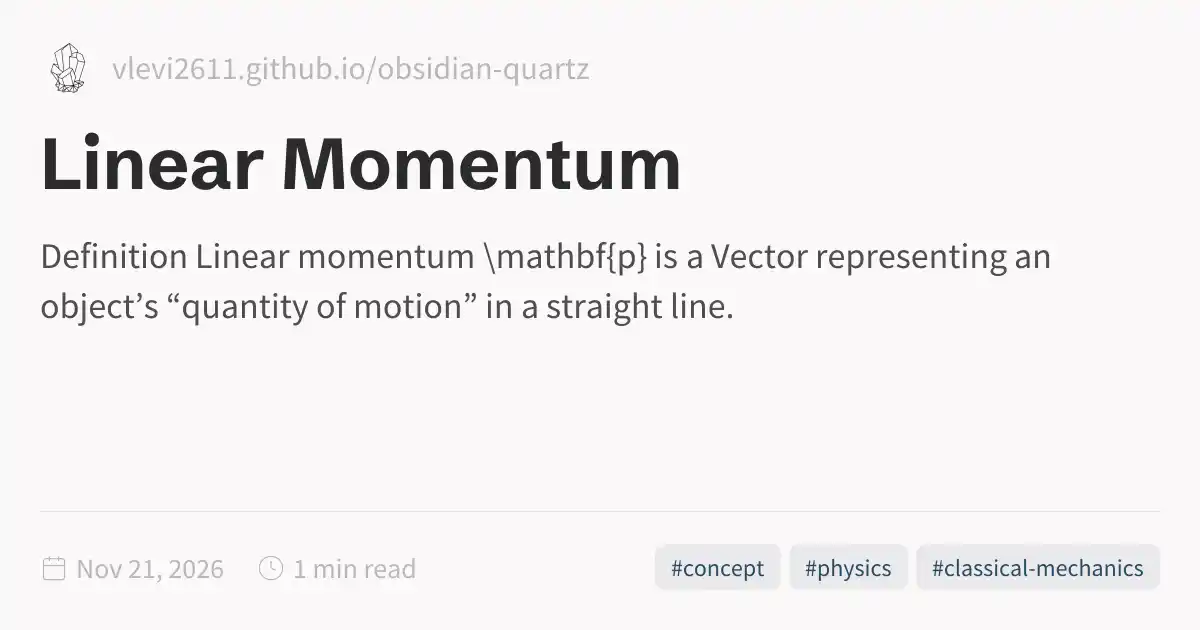 vlevi2611.github.io/obsidian-quartz
Linear Momentum
Definition Linear momentum \mathbf{p} is a Vector representing an
object’s “quantity of motion” in a straight line.
Nov 21, 2026 1 min read #concept #physics #classical-mechanics